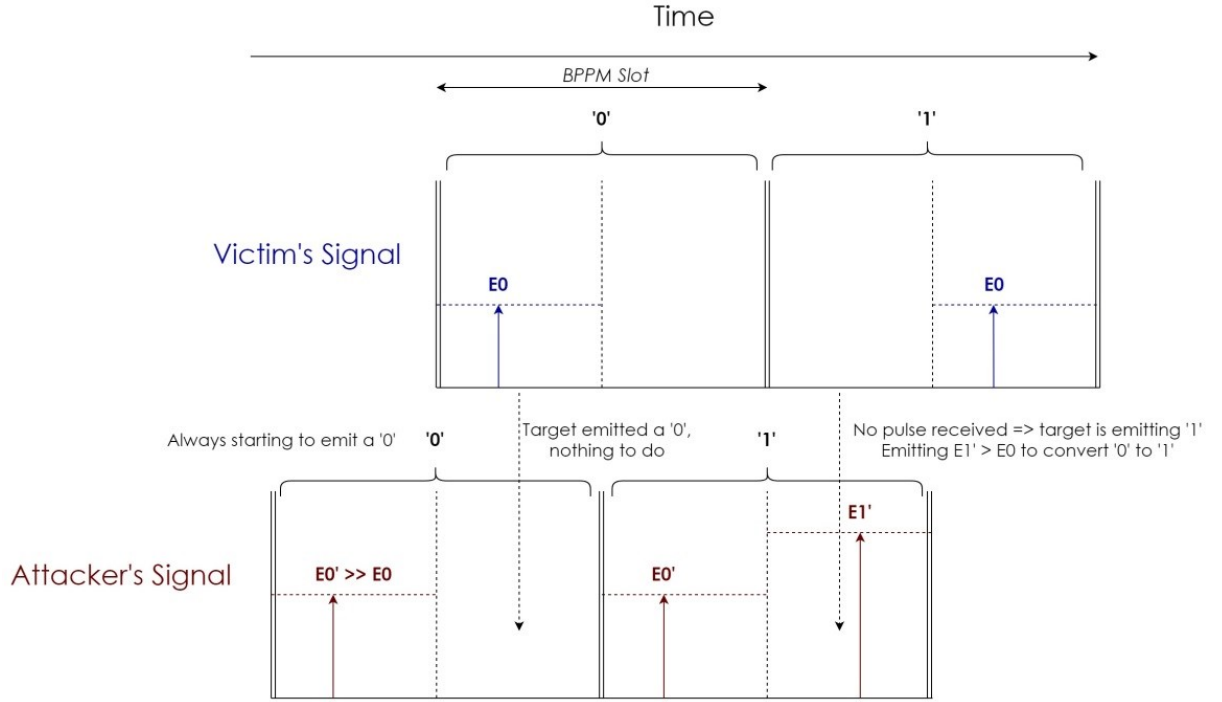 Time
BPPM Slot
'0'
'1'
Victim's Signal
E0
E0
Always starting to emit a '0'
'0'
Target emitted a '0',
nothing to do
'1'
No pulse received => target is emitting '1'
Emitting E1' > E0 to convert '0' to '1'
Attacker's Signal
E0' >> E0
E0'
E1'